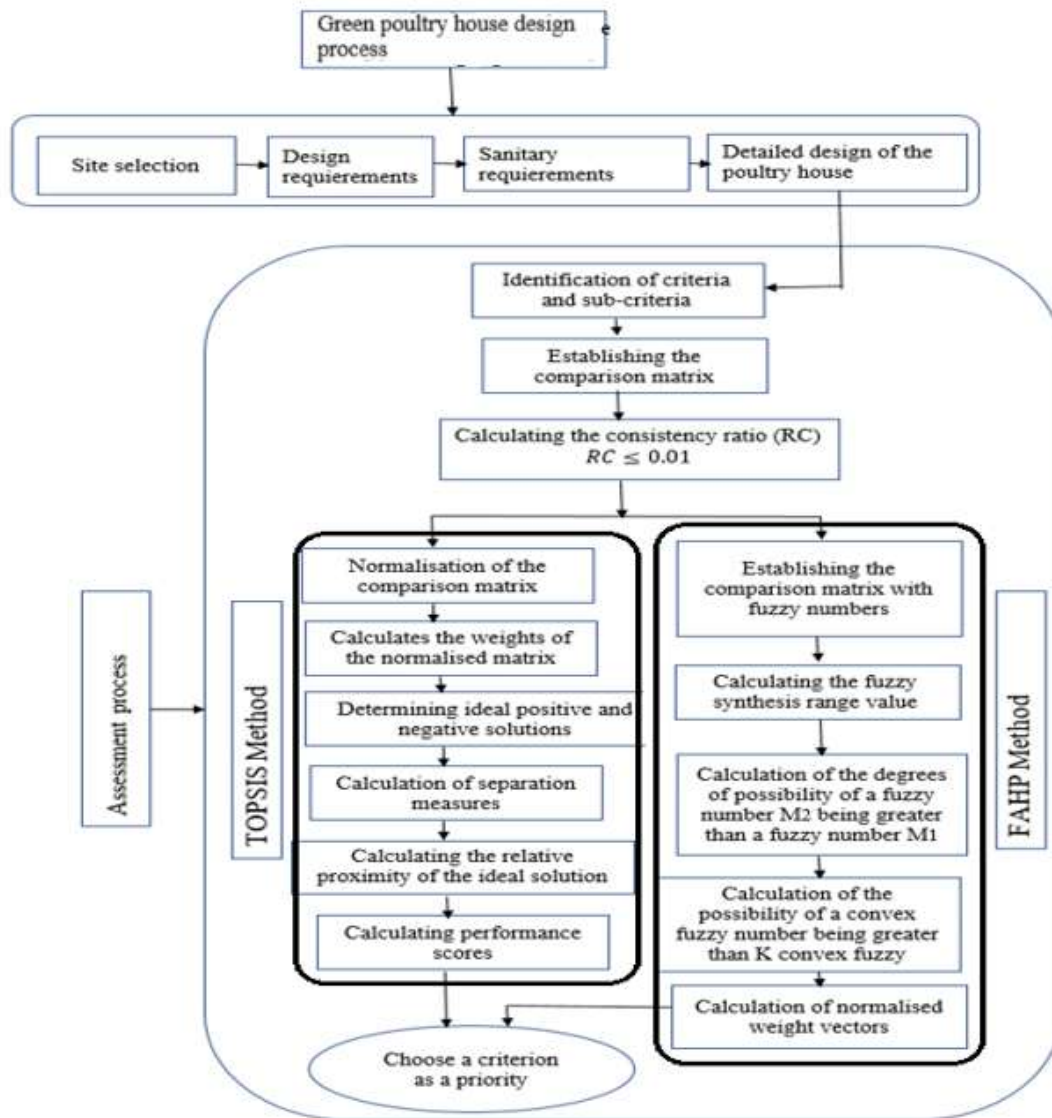 Green poultry house design e
process
Site selection
Design
requierements
Sanitary
requierements
Detailed design of the
poultry house
Identification of criteria
and sub-criteria
Establishing the
comparison matrix
Calculating the consistency ratio (RC)
RC ≤ 0.01
Assessment process
TOPSIS Method
Normalisation of the
comparison matrix
Calculates the weights of
the normalised matrix
Determining ideal positive and
negative solutions
Calculation of separation
measures
Calculating the relative
proximity of the ideal solution
Calculating performance
scores
Establishing the
comparison matrix with
fuzzy numbers
Calculating the fuzzy
synthesis range value
Calculation of the degrees
of possibility of a fuzzy
number M2 being greater
than a fuzzy number M1
Calculation of the
possibility of a convex
fuzzy number being greater
than K convex fuzzy
Calculation of normalised
weight vectors
FAHP Method
Choose a criterion
as a priority